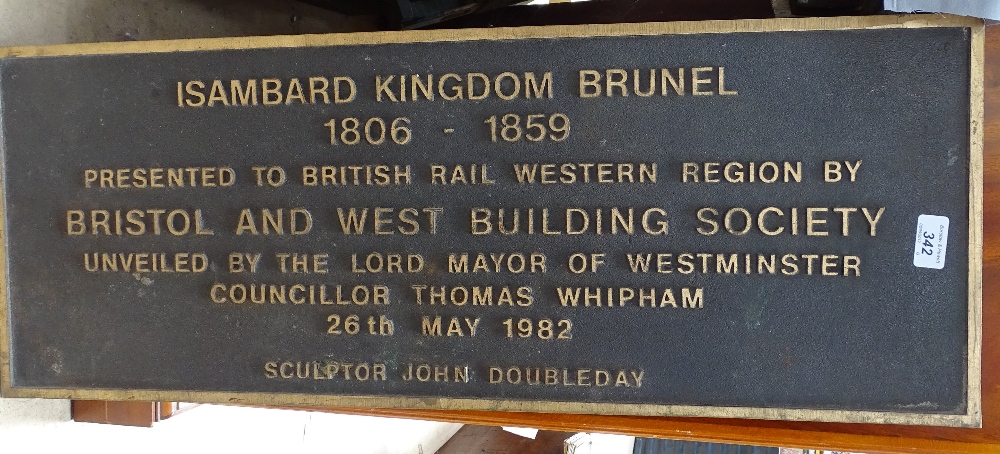 ISAMBARD KINGDOM BRUNEL
1806 - 1859
PRESENTED TO BRITISH RAIL WESTERN REGION BY
BRISTOL AND WEST BUILDING SOCIETY
UNVEILED BY THE LORD MAYOR OF WESTMINSTER
COUNCILLOR THOMAS WHIPHAM
26th MAY 1982
SCULPTOR JOHN DOUBLEDAY
342